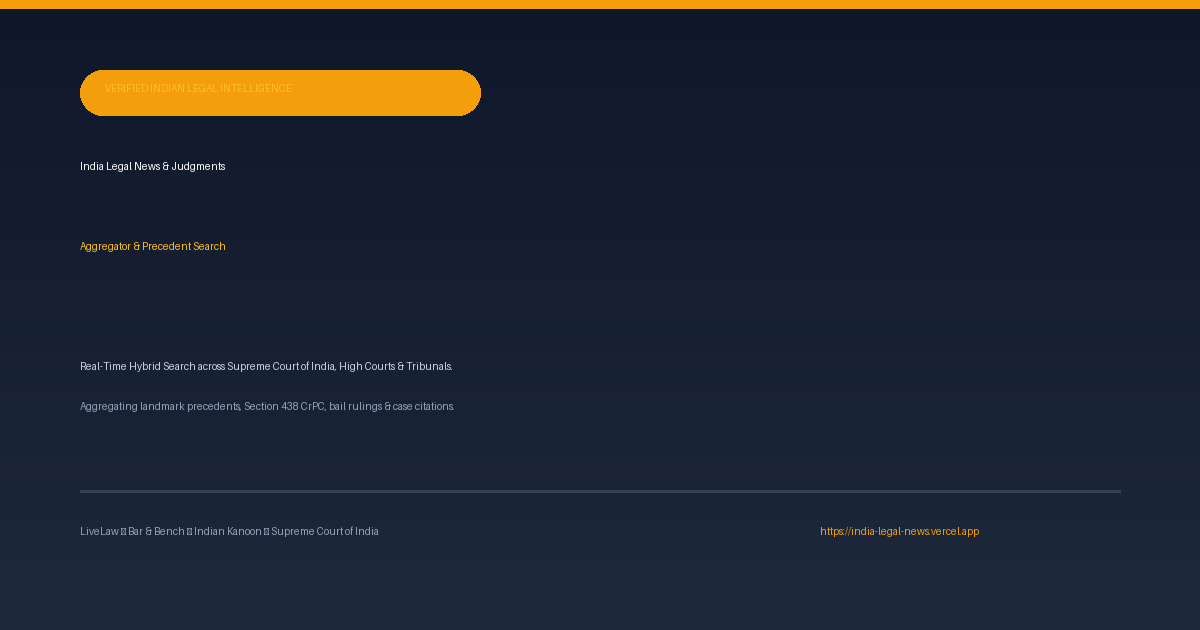 VERIFIED INDIAN LEGAL INTELLIGENCE
India Legal News & Judgments
Aggregator & Precedent Search
Real-Time Hybrid Search across Supreme Court of India, High Courts & Tribunals.
Aggregating landmark precedents, Section 438 CrPC, bail rulings & case citations.
LiveLaw ▯ Bar & Bench ▯ Indian Kanoon ▯ Supreme Court of India
https://india-legal-news.vercel.app